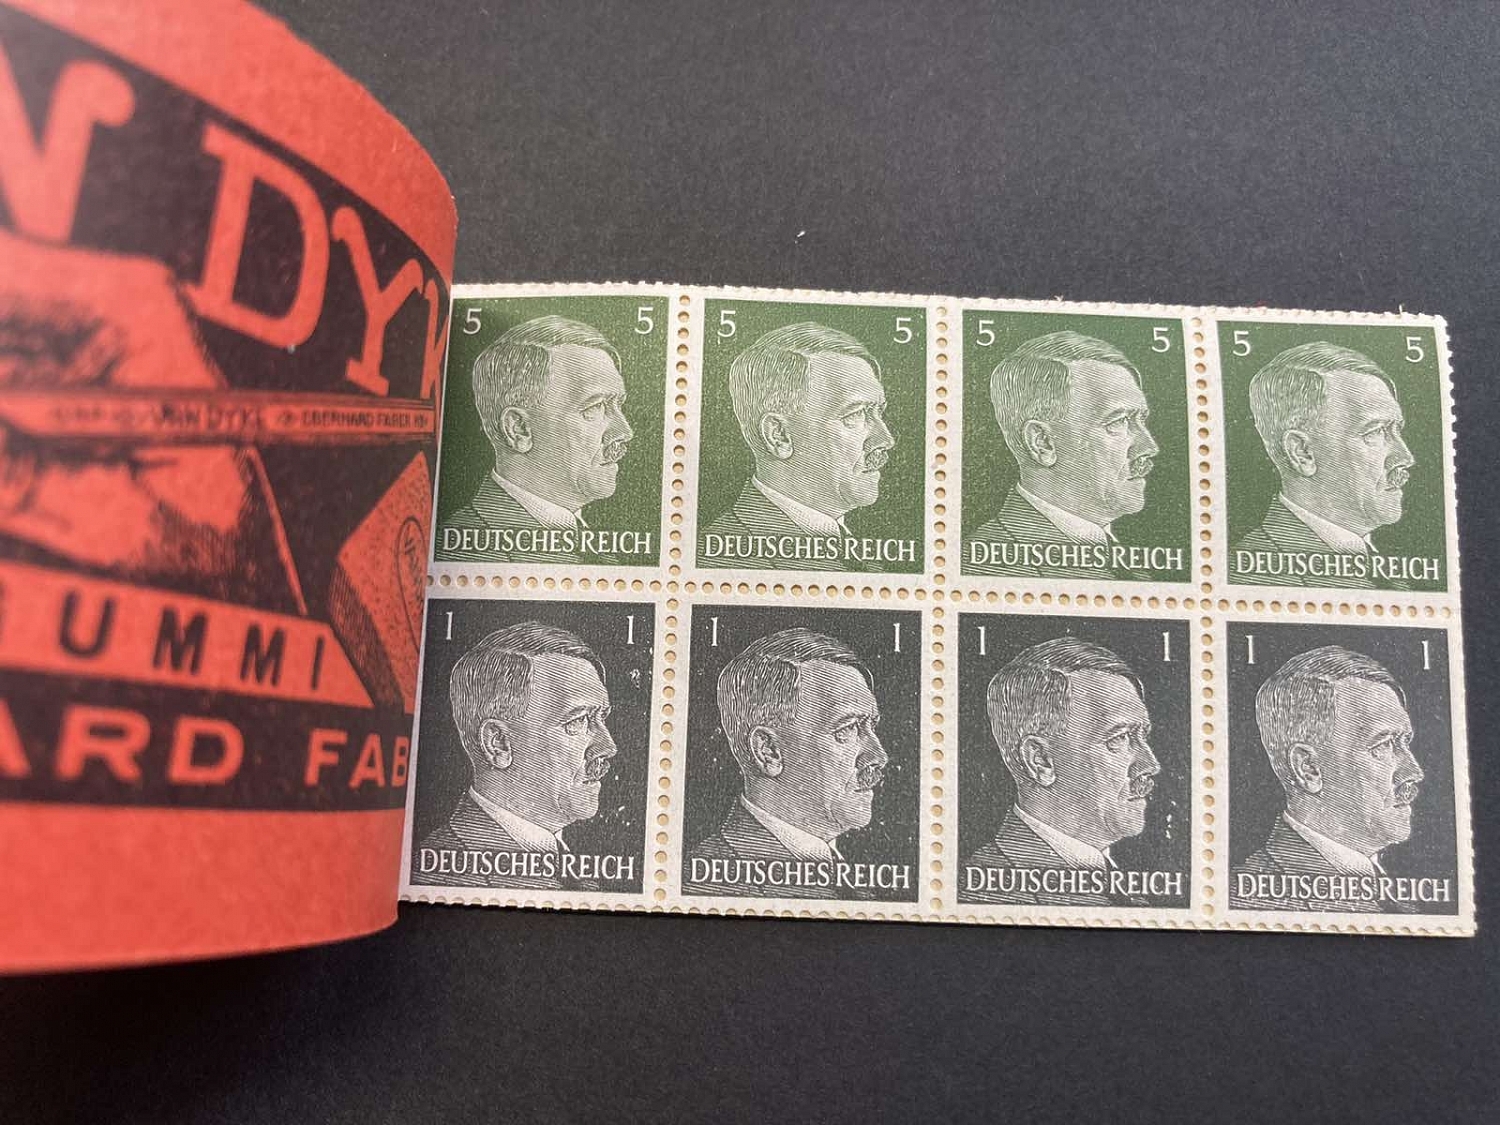 N DYK
VAN DYKE EBERHARD FABER
GUMMI
ARD FAB
5 5 5 5 5 5 5 5
DEUTSCHES REICH DEUTSCHES REICH DEUTSCHES REICH DEUTSCHES REICH
1 1 1 1 1 1 1 1
DEUTSCHES REICH DEUTSCHES REICH DEUTSCHES REICH DEUTSCHES REICH